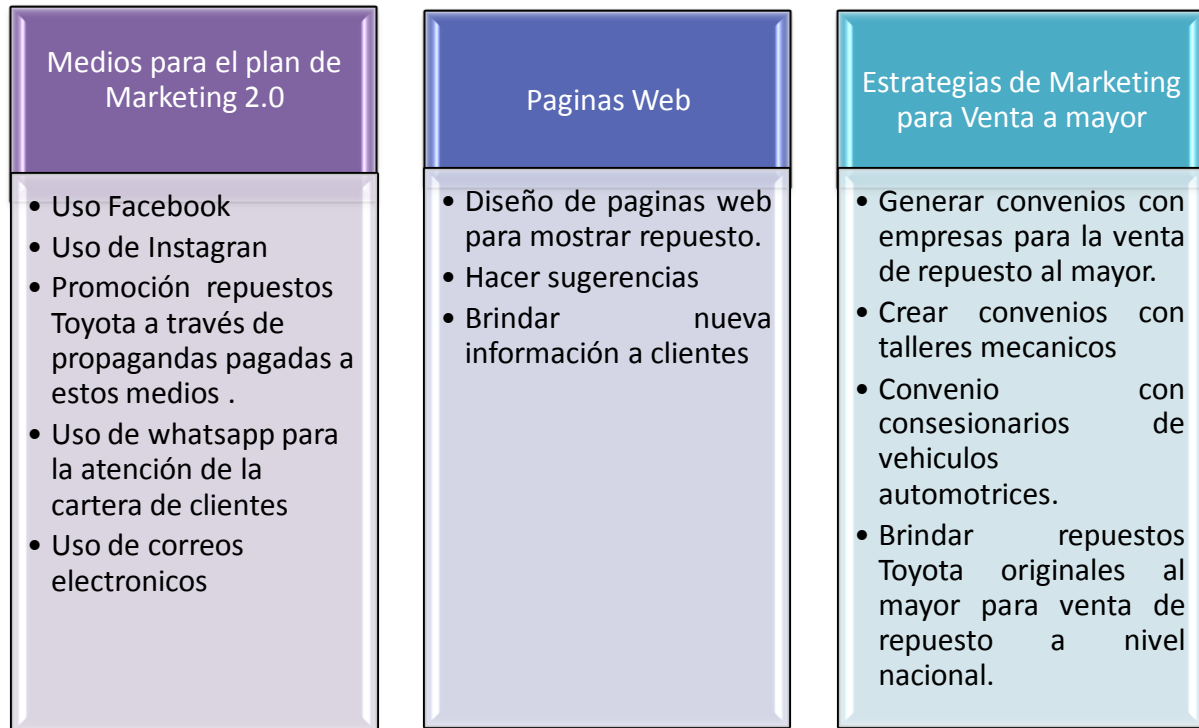 Medios para el plan de
Marketing 2.0
• Uso Facebook
• Uso de Instagran
• Promoción repuestos
Toyota a través de
propagandas pagadas a
estos medios .
• Uso de whatsapp para
la atención de la
cartera de clientes
• Uso de correos
electronicos
Paginas Web
• Diseño de paginas web
para mostrar repuesto.
• Hacer sugerencias
• Brindar nueva
información a clientes
Estrategias de Marketing
para Venta a mayor
• Generar convenios con
empresas para la venta
de repuesto al mayor.
• Crear convenios con
talleres mecanicos
• Convenio con
consesionarios de
vehiculos
automotrices.
• Brindar repuestos
Toyota originales al
mayor para venta de
repuesto a nivel
nacional.